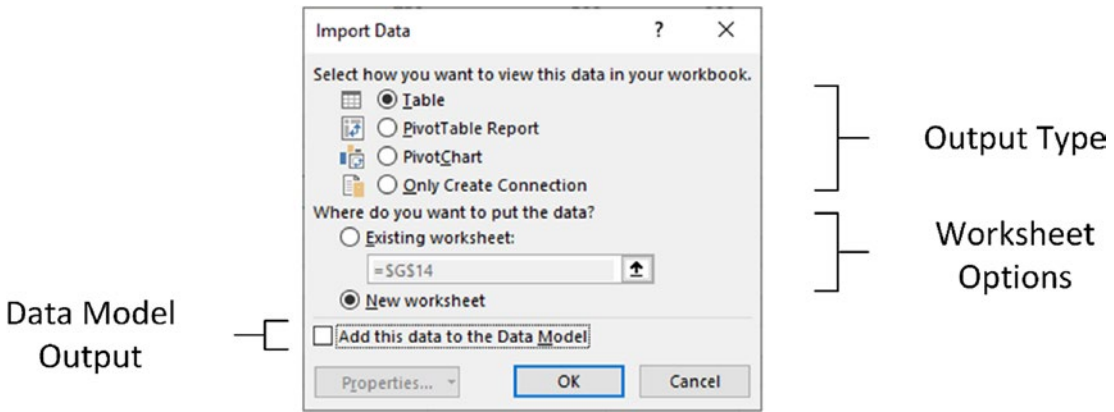 Import Data ?
Select how you want to view this data in your workbook.
Table
PivotTable Report
PivotChart
Only Create Connection
Where do you want to put the data?
Existing worksheet:
=$G$14
New worksheet
Add this data to the Data Model
Properties...
OK Cancel
Output Type
Worksheet
Options
Data Model
Output